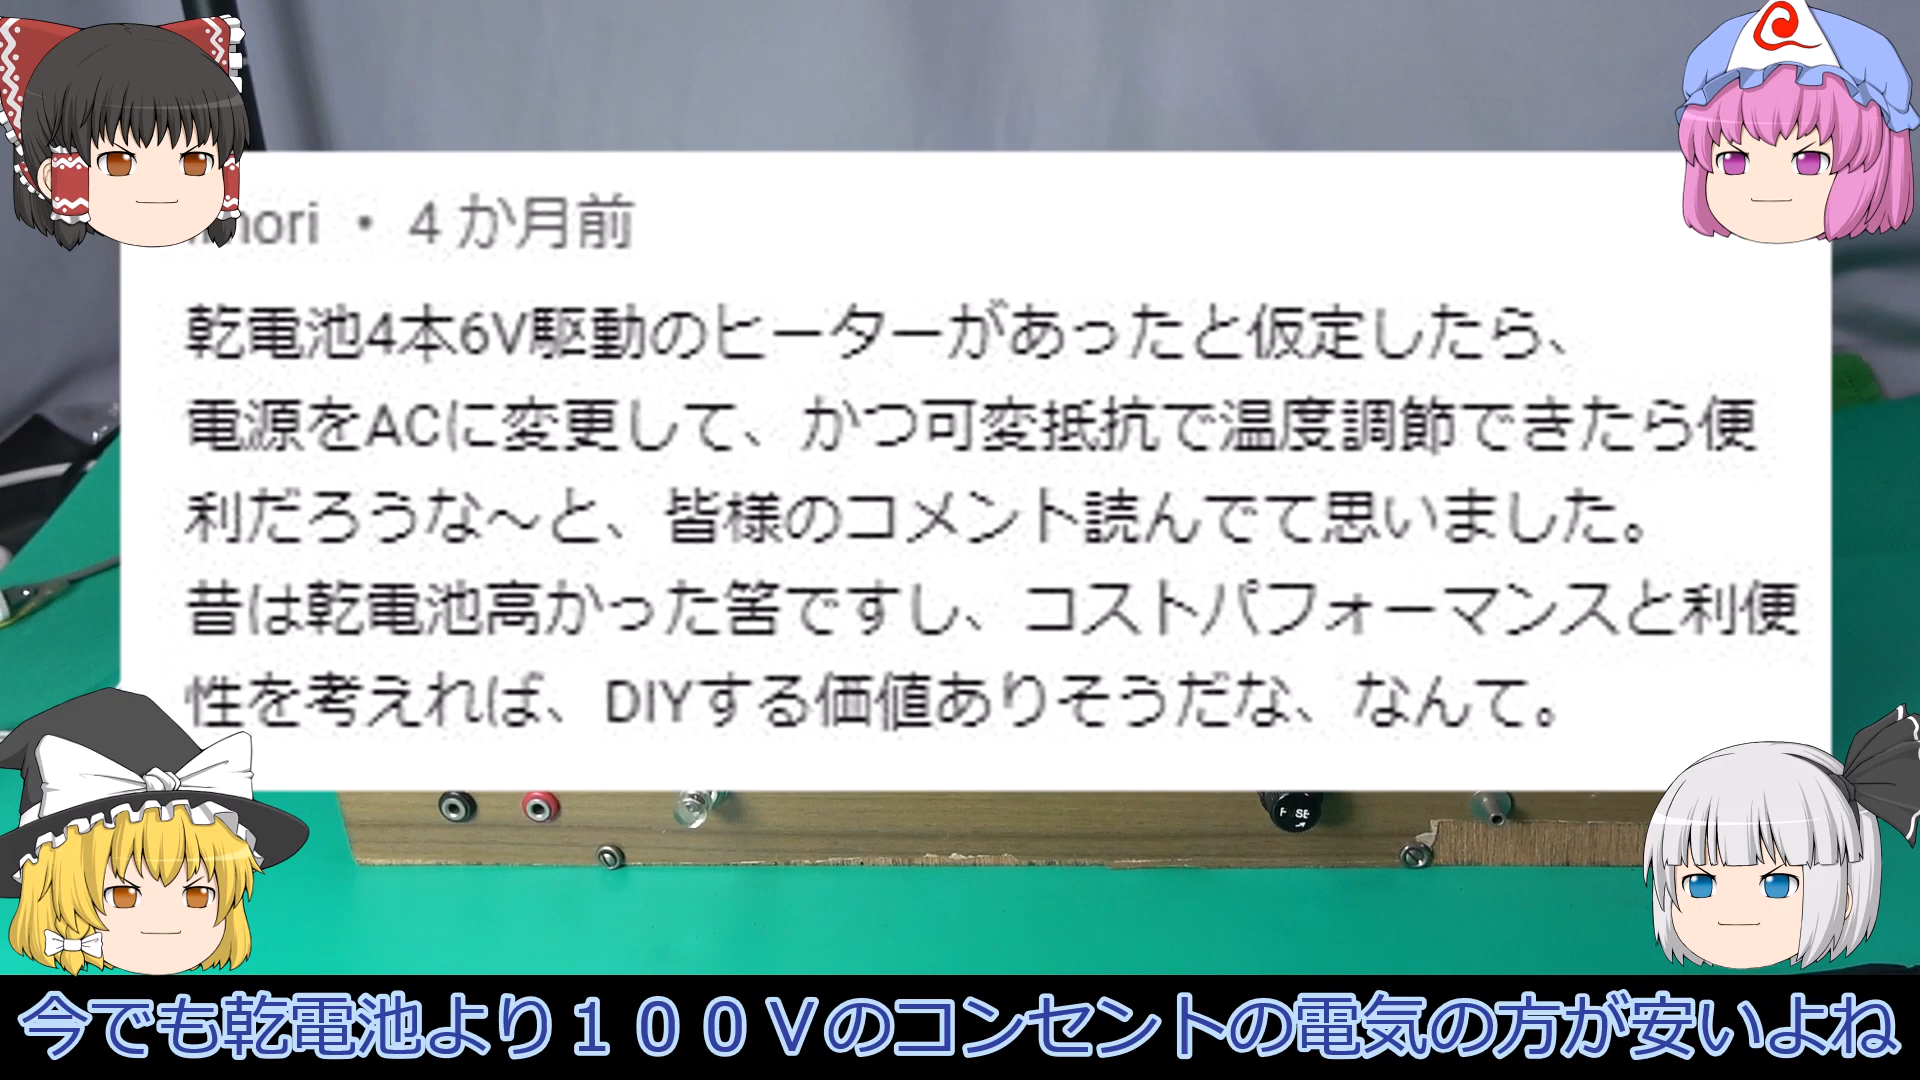 hori ・ 4 か月前
乾電池4本6V駆動のヒーターがあったと仮定したら、
電源をACに変更して、かつ可変抵抗で温度調節できたら便
利だろうな～と、皆様のコメント読んでて思いました。
昔は乾電池高かった筈ですし、コストパフォーマンスと利便
性を考えれば、DIYする価値ありそうだな、なんて。
今でも乾電池より１００Ｖのコンセントの電気の方が安いよね